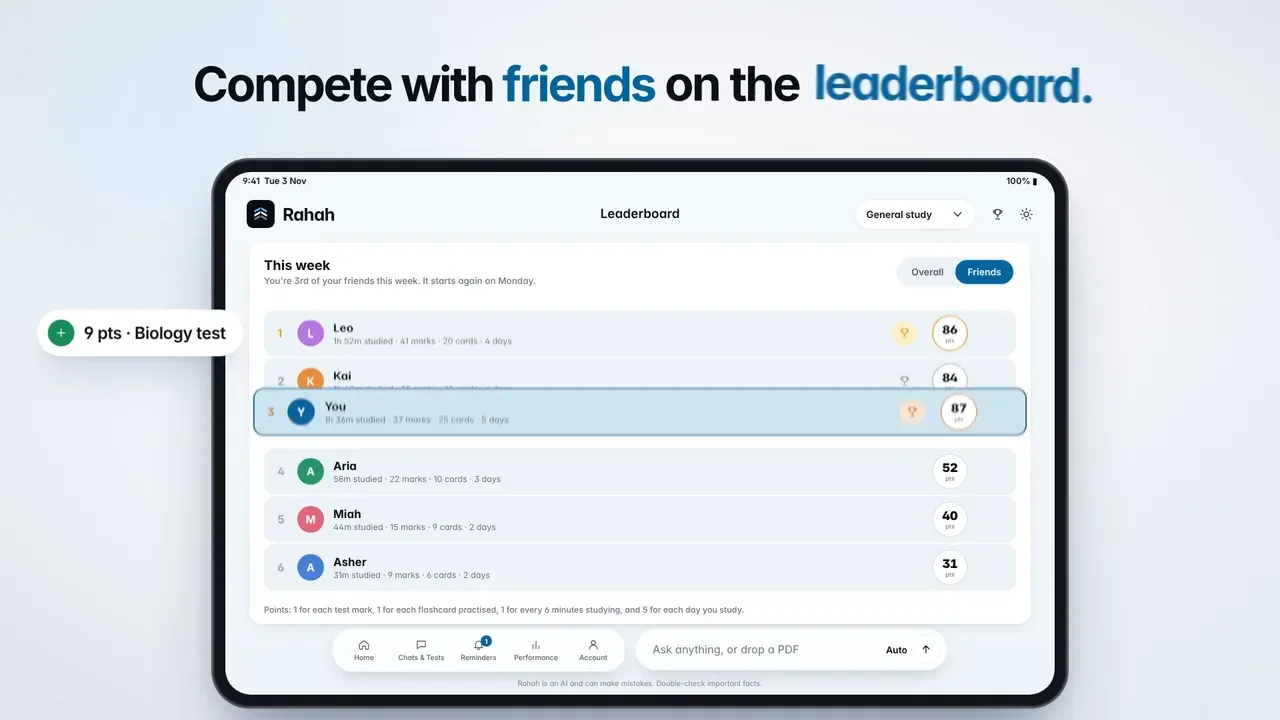 Compete with friends on the leaderboard.
9:41 Tue 3 Nov
100%
Rahah
Leaderboard
General study
This week
You're 3rd of your friends this week. It starts again on Monday.
Overall
Friends
9 pts · Biology test
1
L
Leo
1h 52m studied · 41 marks · 20 cards · 4 days
86
pts
2
K
Kai
84
3
Y
You
1h 36m studied · 37 marks · 25 cards · 5 days
87
pts
4
A
Aria
58m studied · 22 marks · 10 cards · 3 days
52
pts
5
M
Miah
44m studied · 15 marks · 9 cards · 2 days
40
pts
6
A
Asher
31m studied · 9 marks · 6 cards · 2 days
31
pts
Points: 1 for each test mark, 1 for each flashcard practised, 1 for every 6 minutes studying, and 5 for each day you study.
Home
Chats & Tests
1
Reminders
Performance
Account
Ask anything, or drop a PDF
Auto
Rahah is an AI and can make mistakes. Double-check important facts.